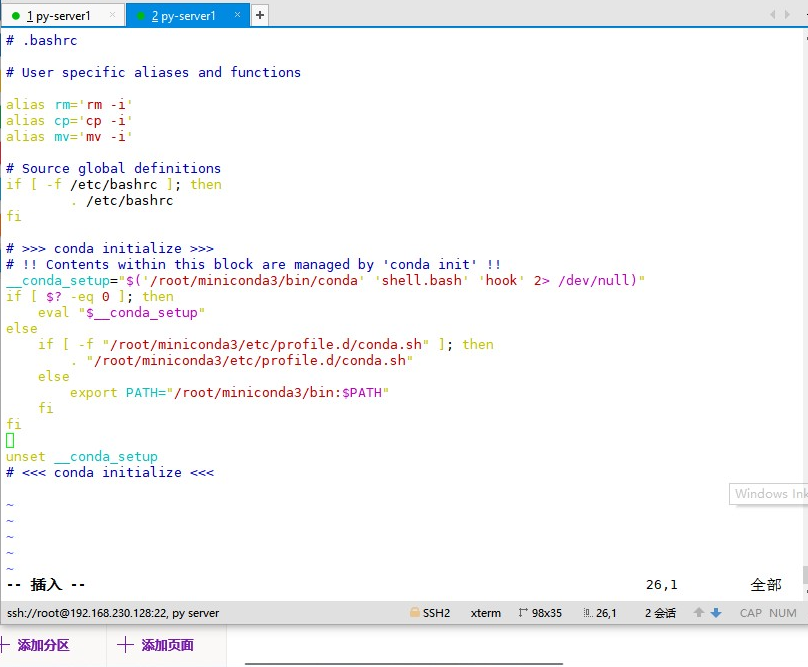 1 py-server1 × 2 py-server1 × +
# .bashrc
# User specific aliases and functions
alias rm='rm -i'
alias cp='cp -i'
alias mv='mv -i'
# Source global definitions
if [ -f /etc/bashrc ]; then
        . /etc/bashrc
fi
# >>> conda initialize >>>
# !! Contents within this block are managed by 'conda init' !!
__conda_setup="$('/root/miniconda3/bin/conda' 'shell.bash' 'hook' 2> /dev/null)"
if [ $? -eq 0 ]; then
    eval "$__conda_setup"
else
    if [ -f "/root/miniconda3/etc/profile.d/conda.sh" ]; then
        . "/root/miniconda3/etc/profile.d/conda.sh"
    else
        export PATH="/root/miniconda3/bin:$PATH"
    fi
fi
unset __conda_setup
# <<< conda initialize <<<
Windows Ink
~
~
~
~
~
-- 插入 -- 26,1 全部
ssh://root@192.168.230.128:22, py server SSH2 xterm 98x35 26,1 2 会话 CAP NUM
添加分区 添加页面